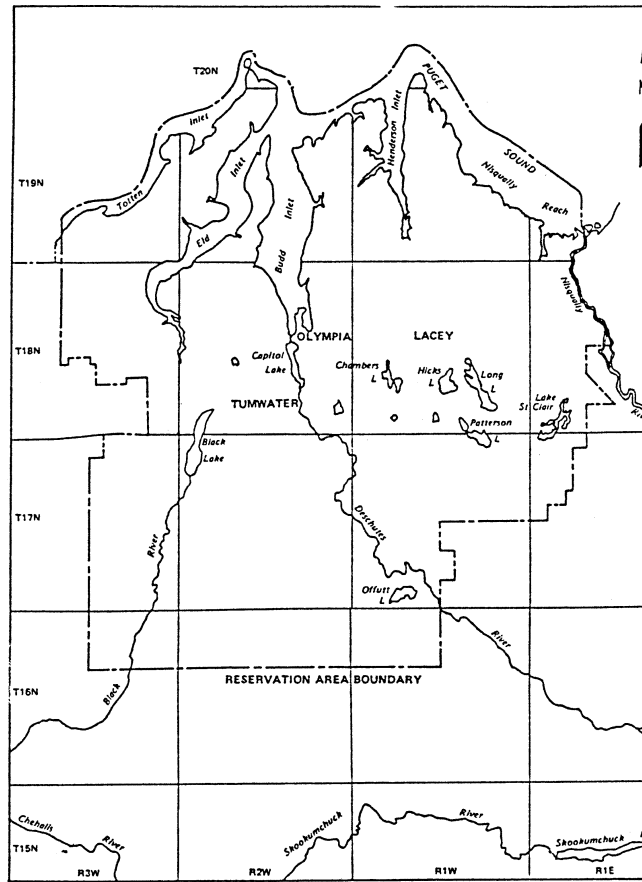 T20N
PUGET
SOUND
Inlet
Totten
Inlet
Eld
Inlet
Budd
Inlet
Henderson
Nisqually
Reach
T19N
Nisqually
OLYMPIA
LACEY
T18N
Capitol
Lake
Chambers
L
Hicks
L
Long
L
TUMWATER
Lake
St Clair
Patterson
L
Black
Lake
T17N
River
Deschutes
Offutt
L
River
RESERVATION AREA BOUNDARY
T16N
Black
Chehalis
River
Skookumchuck
River
Skookumchuck
T15N
R3W
R2W
R1W
R1E